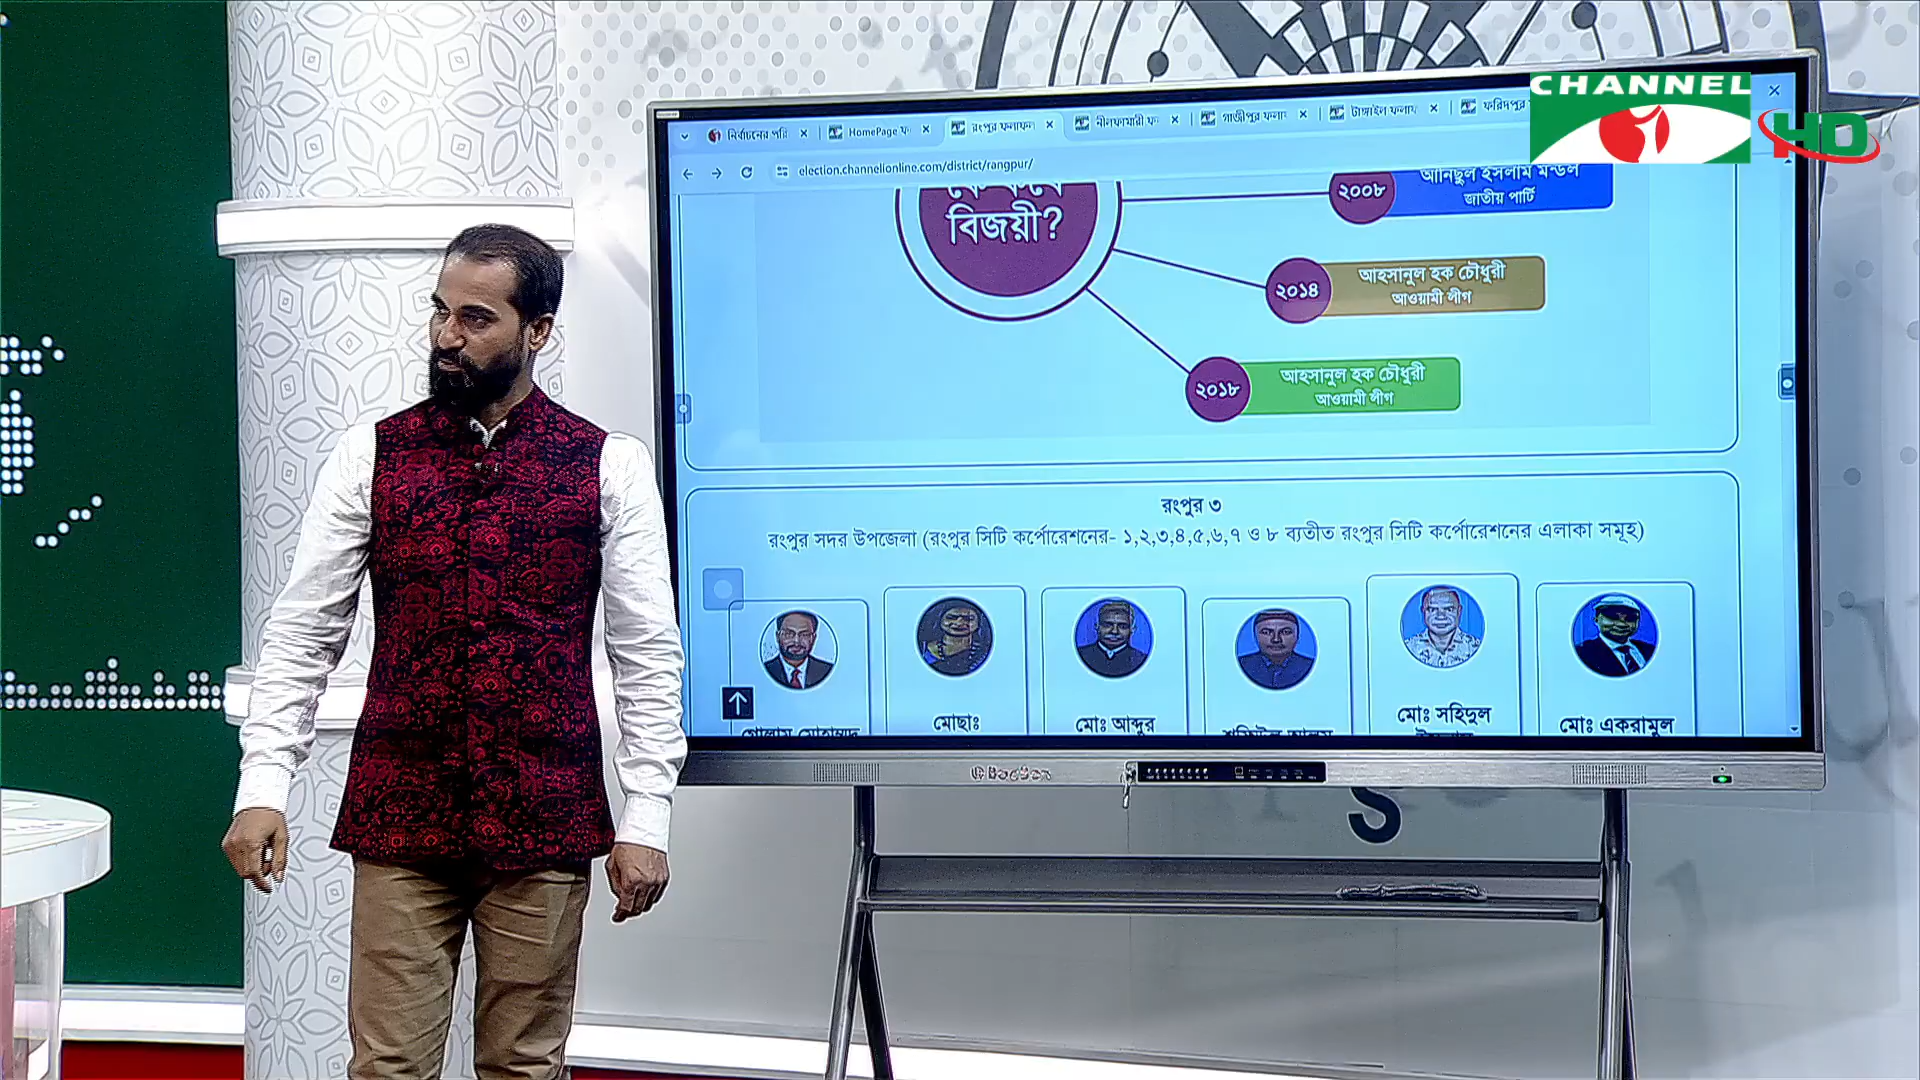 CHANNEL
HD
নির্বাচনের পরি
HomePage ফ
রংপুর ফলাফল
নীলফামারী ফ
গাজীপুর ফলাফ
টাঙ্গাইল ফলাফ
ফরিদপুর
election.channelonline.com/district/rangpur/
বিজয়ী?
২০০৮
আনিছুল ইসলাম মন্ডল
জাতীয় পার্টি
২০১৪
আহসানুল হক চৌধুরী
আওয়ামী লীগ
২০১৮
আহসানুল হক চৌধুরী
আওয়ামী লীগ
রংপুর ৩
রংপুর সদর উপজেলা (রংপুর সিটি কর্পোরেশনের- ১,২,৩,৪,৫,৬,৭ ও ৮ ব্যতীত রংপুর সিটি কর্পোরেশনের এলাকা সমূহ)
মোছাঃ
মোঃ আব্দুর
মোঃ সহিদুল
মোঃ একরামুল
S